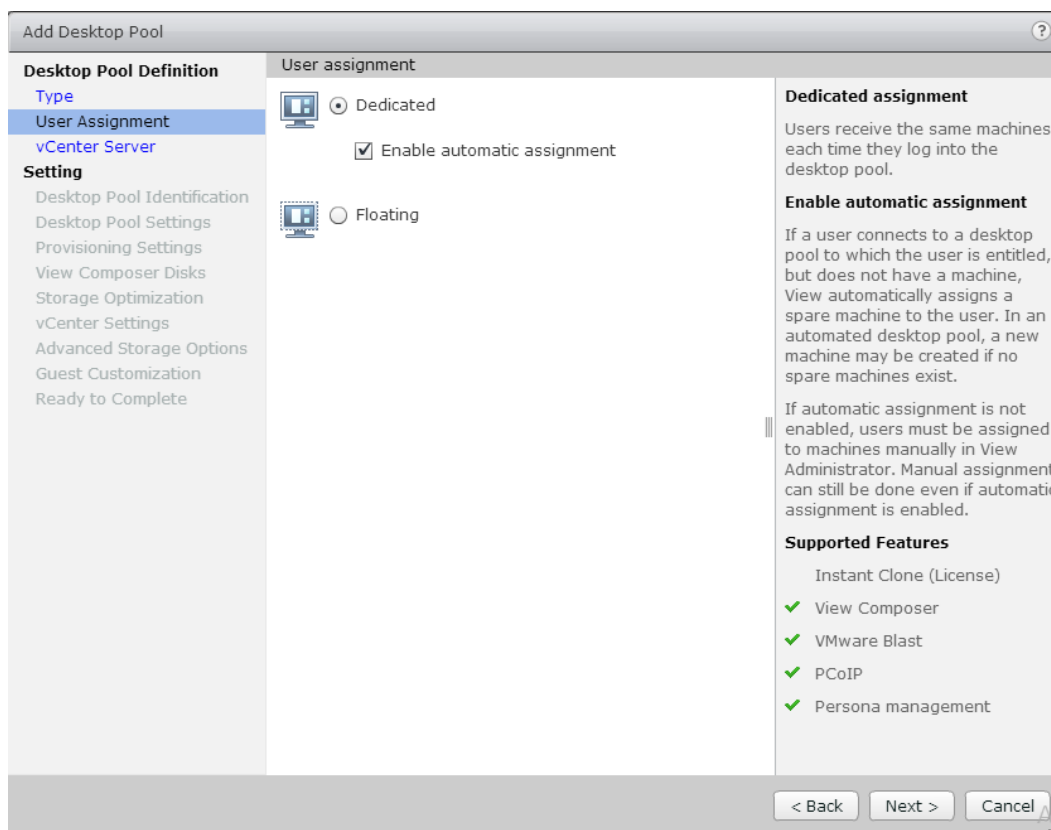 Add Desktop Pool
?
Desktop Pool Definition
Type
User Assignment
vCenter Server
Setting
Desktop Pool Identification
Desktop Pool Settings
Provisioning Settings
View Composer Disks
Storage Optimization
vCenter Settings
Advanced Storage Options
Guest Customization
Ready to Complete
User assignment
Dedicated
Enable automatic assignment
Floating
Dedicated assignment
Users receive the same machines
each time they log into the
desktop pool.
Enable automatic assignment
If a user connects to a desktop
pool to which the user is entitled,
but does not have a machine,
View automatically assigns a
spare machine to the user. In an
automated desktop pool, a new
machine may be created if no
spare machines exist.
If automatic assignment is not
enabled, users must be assigned
to machines manually in View
Administrator. Manual assignment
can still be done even if automatic
assignment is enabled.
Supported Features
Instant Clone (License)
View Composer
VMware Blast
PCoIP
Persona management
< Back
Next >
Cancel
A